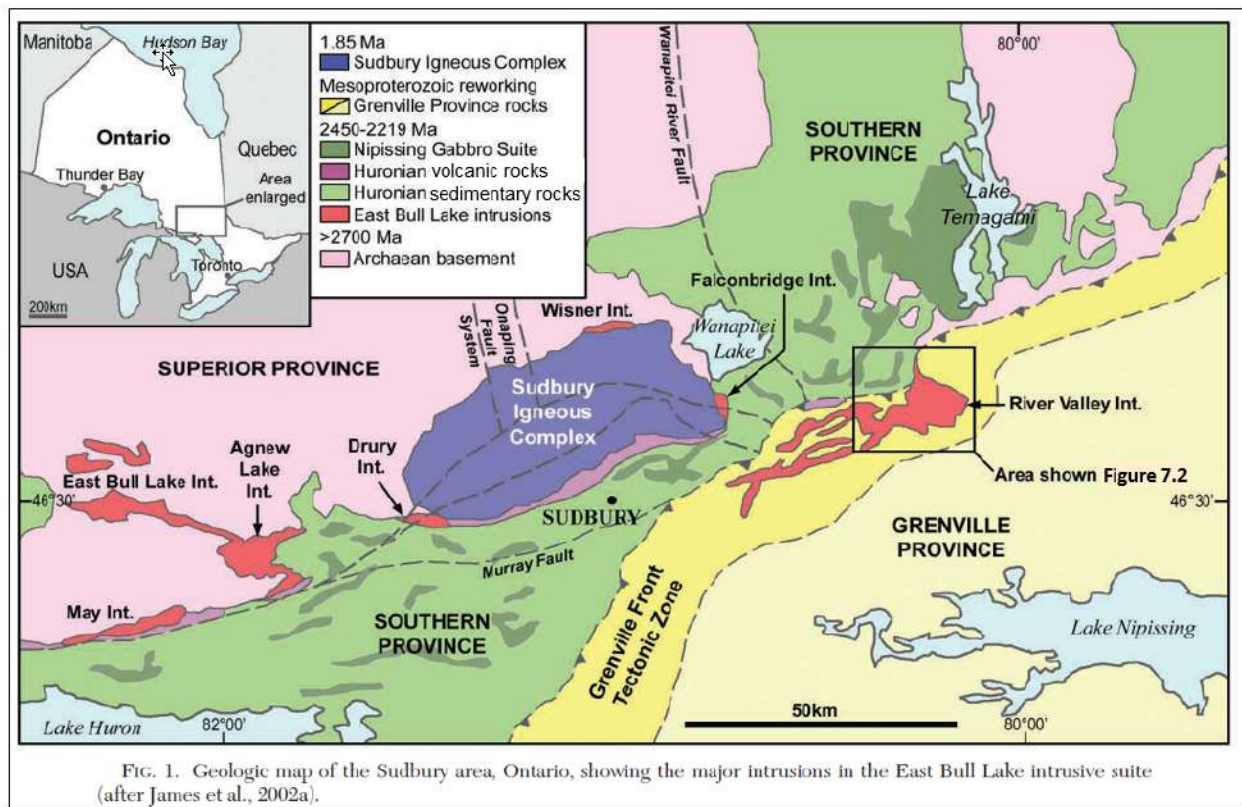 Manitoba
Hudson Bay
Ontario
Quebec
Thunder Bay
Area
enlarged
USA
Toronto
200km
1.85 Ma
Sudbury Igneous Complex
Mesoproterozoic reworking
Grenville Province rocks
2450-2219 Ma
Nipissing Gabbro Suite
Huronian volcanic rocks
Huronian sedimentary rocks
East Bull Lake intrusions
>2700 Ma
Archaean basement
80°00'
Wanapitei River Fault
SOUTHERN
PROVINCE
Lake
Temagami
Falconbridge Int.
Wisner Int.
Onaping
Fault
System
Wanapitei
Lake
SUPERIOR PROVINCE
Sudbury
Igneous
Complex
River Valley Int.
Agnew
Lake
Int.
Drury
Int.
East Bull Lake Int.
Area shown Figure 7.2
46°30'
46°30'
SUDBURY
GRENVILLE
PROVINCE
Murray Fault
May Int.
SOUTHERN
PROVINCE
Grenville Front
Tectonic Zone
Lake Nipissing
50km
Lake Huron
82°00'
80°00'
FIG. 1. Geologic map of the Sudbury area, Ontario, showing the major intrusions in the East Bull Lake intrusive suite
(after James et al., 2002a).